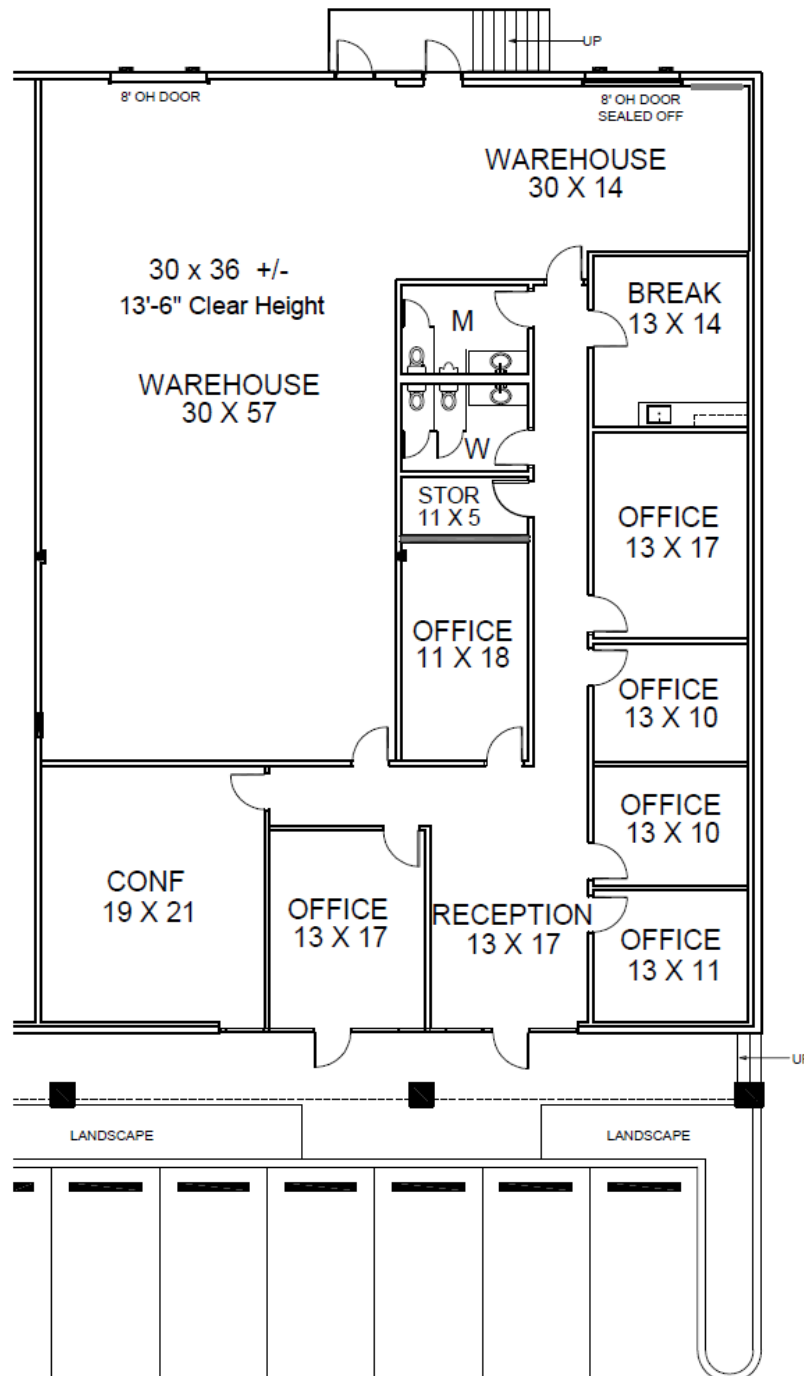 UP
8' OH DOOR
8' OH DOOR
SEALED OFF
WAREHOUSE
30 X 14
30 x 36 +/-
13'-6" Clear Height
WAREHOUSE
30 X 57
BREAK
13 X 14
M
W
STOR
11 X 5
OFFICE
13 X 17
OFFICE
11 X 18
OFFICE
13 X 10
OFFICE
13 X 10
CONF
19 X 21
OFFICE
13 X 17
RECEPTION
13 X 17
OFFICE
13 X 11
UP
LANDSCAPE
LANDSCAPE